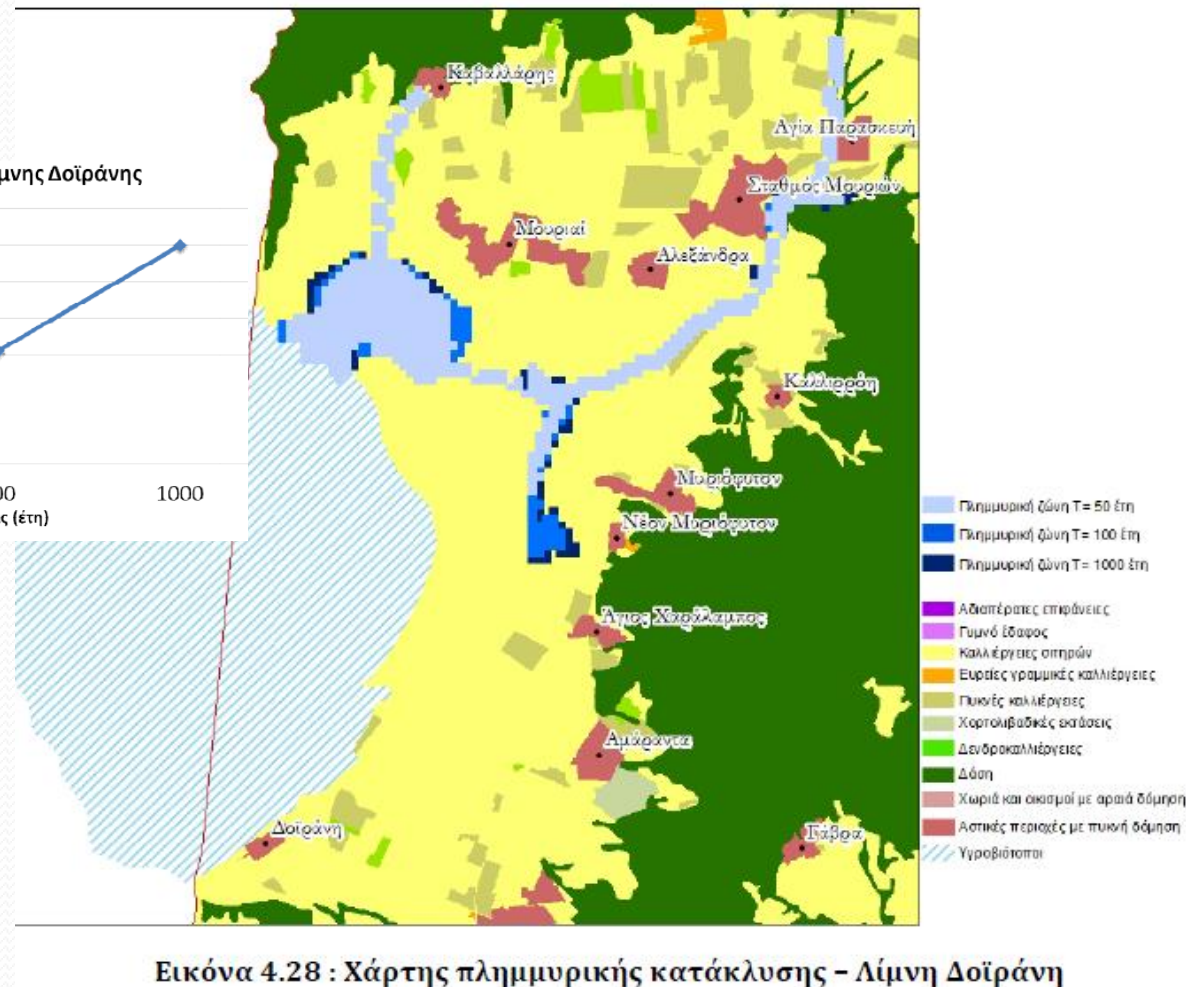 Καβαλλάρης
Αγία Παρασκευή
Σταθμός Μουριών
Μουριαί
Αλεξάνδρα
Καλλιρρόη
Μυριόφυτον
Νέον Μυριόφυτον
Άγιος Χαράλαμπος
Αμάραντα
Δοϊράνη
Γάβρα
μνης Δοϊράνης
00 1000
ς (έτη)
Πλημμυρική ζώνη Τ= 50 έτη
Πλημμυρική ζώνη Τ= 100 έτη
Πλημμυρική ζώνη Τ= 1000 έτη
Αδιαπέρατες επιφάνειες
Γυμνό έδαφος
Καλλιέργειες σιτηρών
Ευρείες γραμμικές καλλιέργειες
Πυκνές καλλιέργειες
Χορτολιβαδικές εκτάσεις
Δενδροκαλλιέργειες
Δάση
Χωριά και οικισμοί με αραιά δόμηση
Αστικές περιοχές με πυκνή δόμηση
Υγροβιότοποι
Εικόνα 4.28 : Χάρτης πλημμυρικής κατάκλυσης – Λίμνη Δοϊράνη